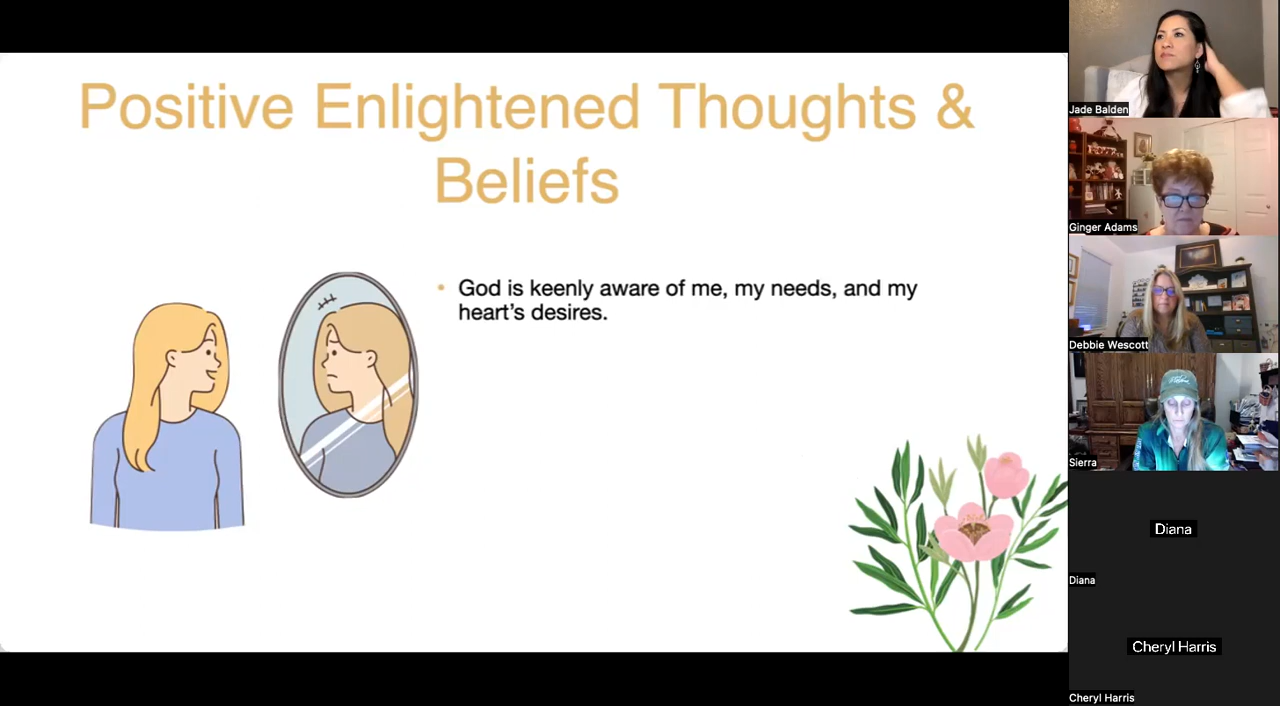 Positive Enlightened Thoughts &
Beliefs
• God is keenly aware of me, my needs, and my
heart’s desires.
Jade Balden
Ginger Adams
Debbie Wescott
Sierra
Diana
Diana
Cheryl Harris
Cheryl Harris